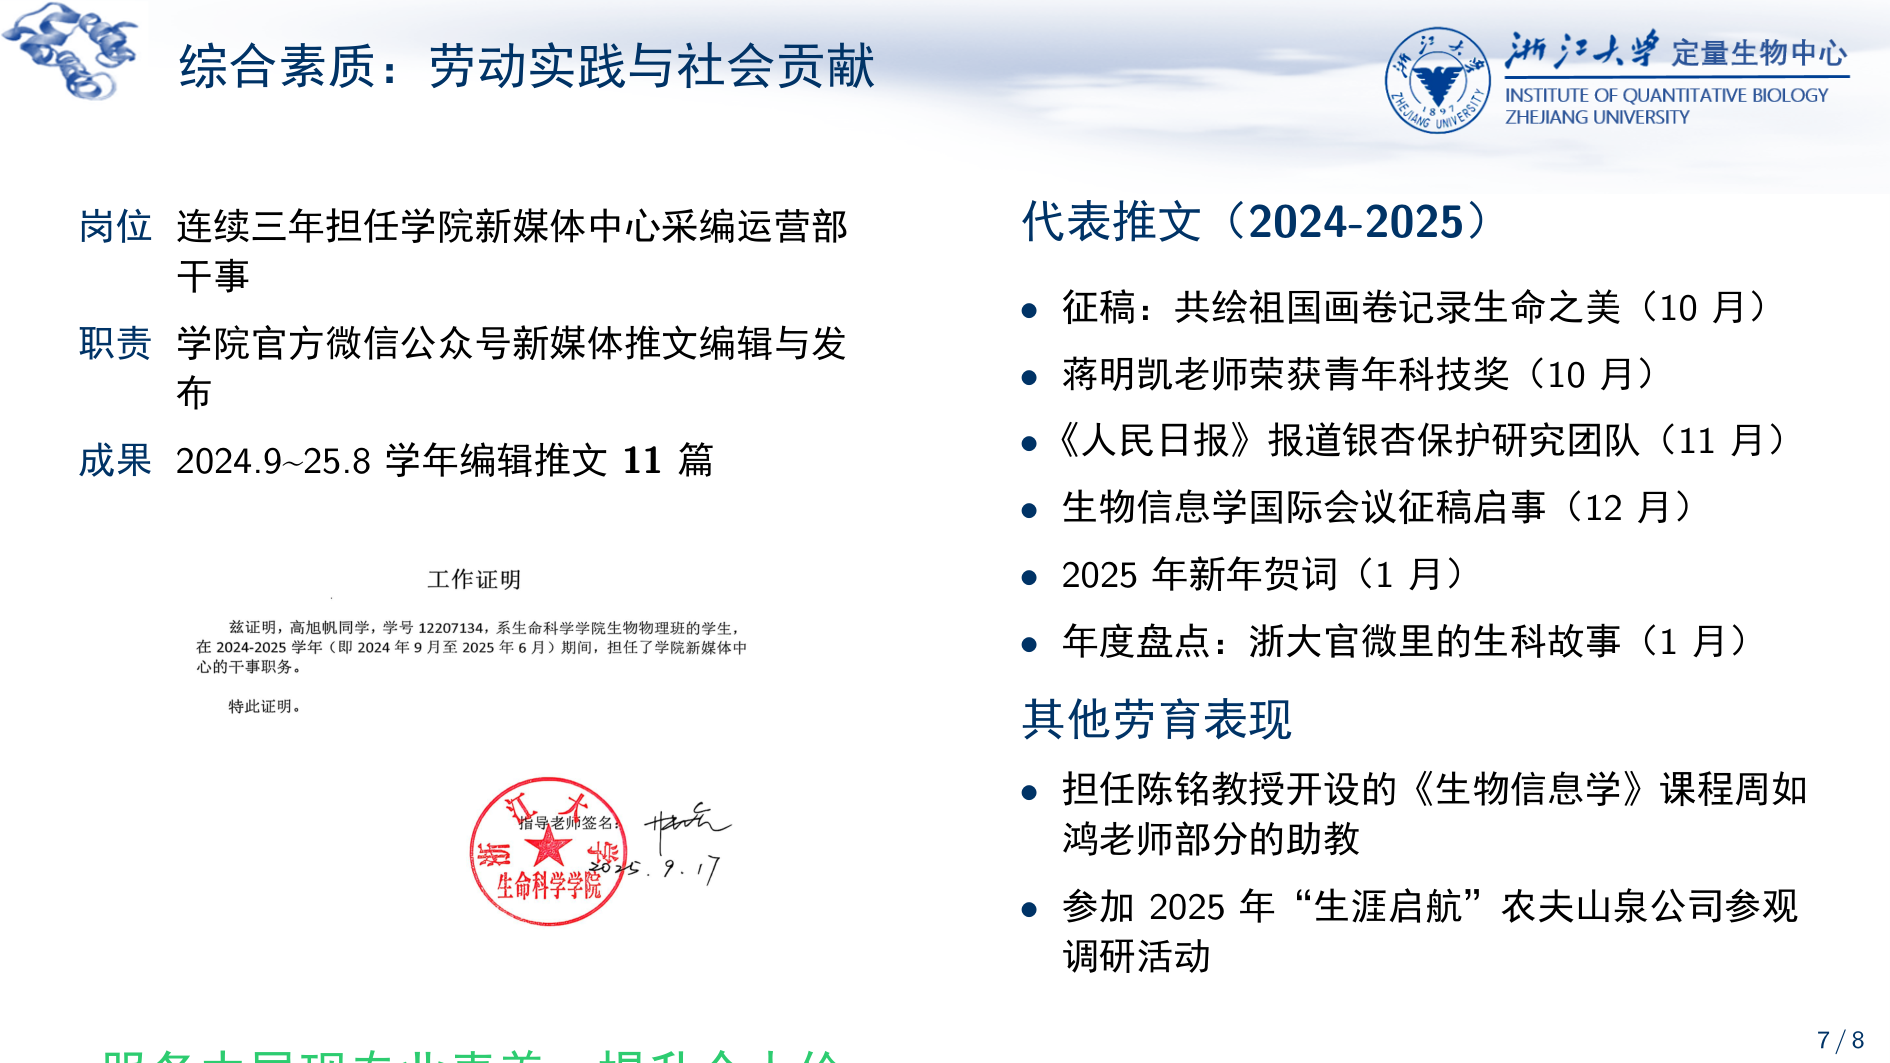 综合素质：劳动实践与社会贡献
浙江大学 定量生物中心
INSTITUTE OF QUANTITATIVE BIOLOGY
ZHEJIANG UNIVERSITY
浙江大学
1897
ZHEJIANG UNIVERSITY
岗位 连续三年担任学院新媒体中心采编运营部
干事
职责 学院官方微信公众号新媒体推文编辑与发
布
成果 2024.9~25.8 学年编辑推文 11 篇
工作证明
兹证明，高旭帆同学，学号 12207134，系生命科学学院生物物理班的学生，
在 2024-2025 学年（即 2024 年 9 月至 2025 年 6 月）期间，担任了学院新媒体中
心的干事职务。
特此证明。
浙江大学
指导老师签名：
2025.9.17
生命科学学院
代表推文（2024-2025）
• 征稿：共绘祖国画卷记录生命之美（10 月）
• 蒋明凯老师荣获青年科技奖（10 月）
• 《人民日报》报道银杏保护研究团队（11 月）
• 生物信息学国际会议征稿启事（12 月）
• 2025 年新年贺词（1 月）
• 年度盘点：浙大官微里的生科故事（1 月）
其他劳育表现
• 担任陈铭教授开设的《生物信息学》课程周如
鸿老师部分的助教
• 参加 2025 年“生涯启航”农夫山泉公司参观
调研活动
7 / 8